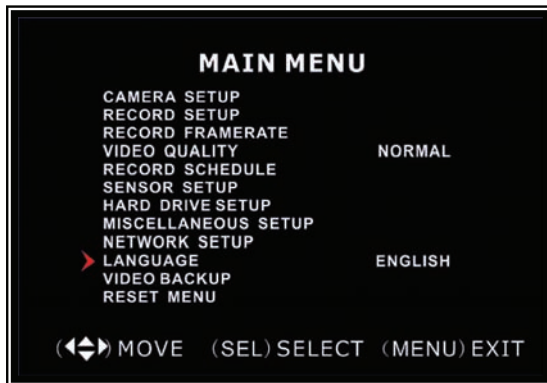 MAIN MENU
CAMERA SETUP
RECORD SETUP
RECORD FRAMERATE
VIDEO QUALITY NORMAL
RECORD SCHEDULE
SENSOR SETUP
HARD DRIVE SETUP
MISCELLANEOUS SETUP
NETWORK SETUP
LANGUAGE ENGLISH
VIDEO BACKUP
RESET MENU
() MOVE (SEL) SELECT (MENU) EXIT